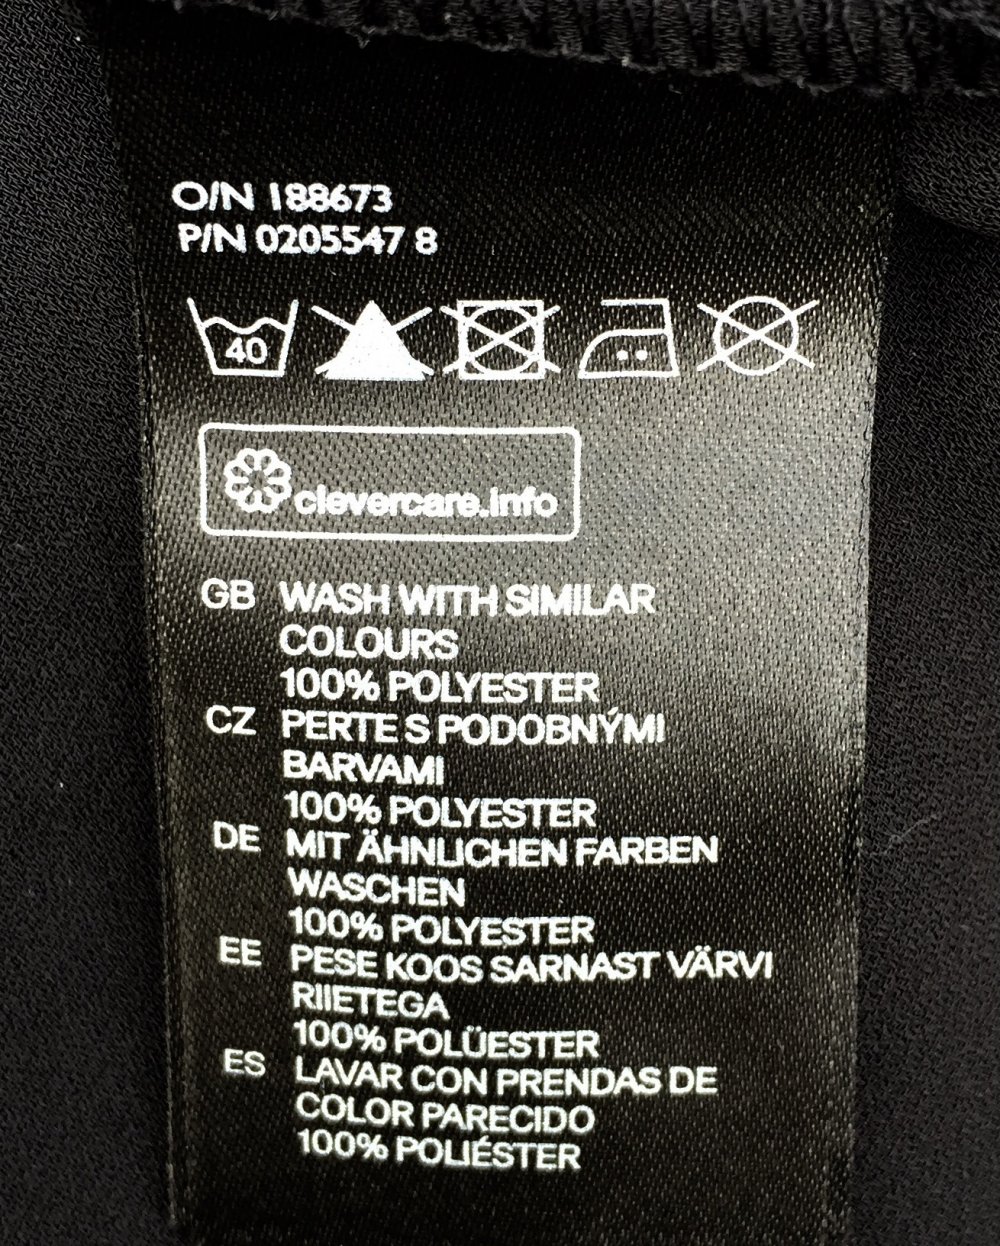 O/N 188673
P/N 0205547 8
40
clevercare.info
GB WASH WITH SIMILAR
COLOURS
100% POLYESTER
CZ PERTE S PODOBNÝMI
BARVAMI
100% POLYESTER
DE MIT ÄHNLICHEN FARBEN
WASCHEN
100% POLYESTER
EE PESE KOOS SARNAST VÄRVI
RIIETEGA
100% POLÜESTER
ES LAVAR CON PRENDAS DE
COLOR PARECIDO
100% POLIÉSTER